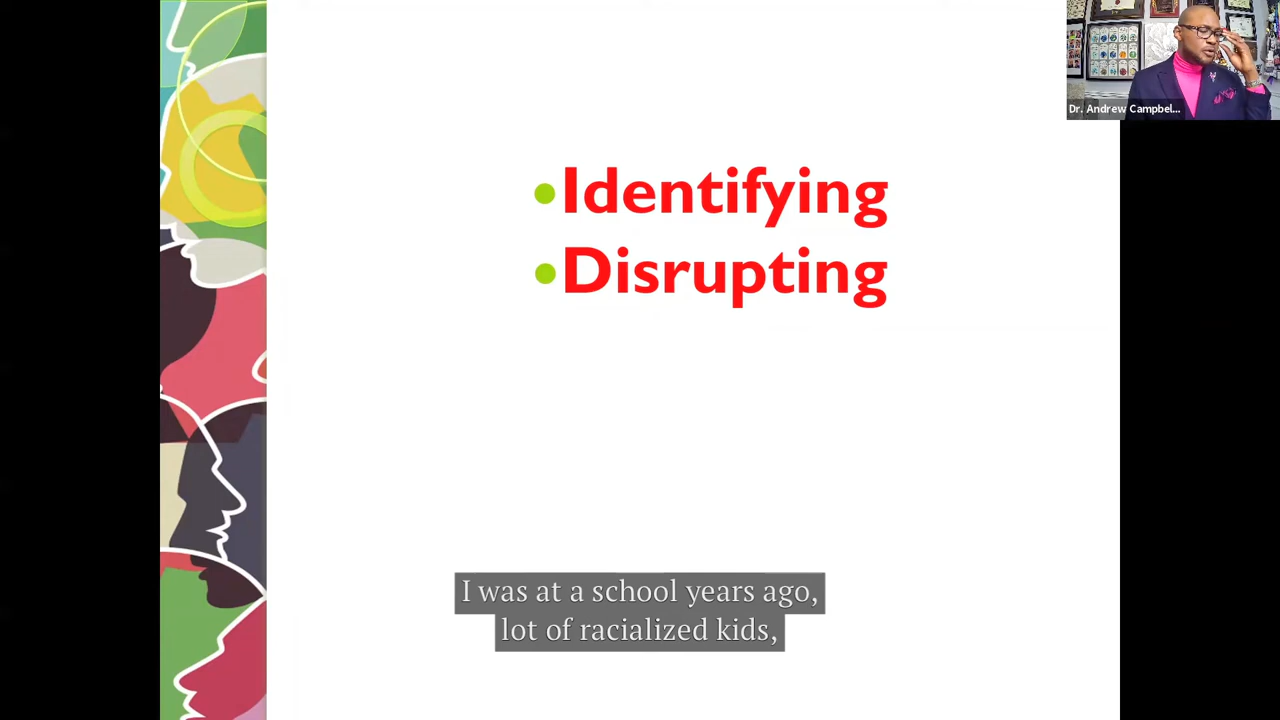 Dr. Andrew Campbel...
•Identifying
•Disrupting
I was at a school years ago,
lot of racialized kids,